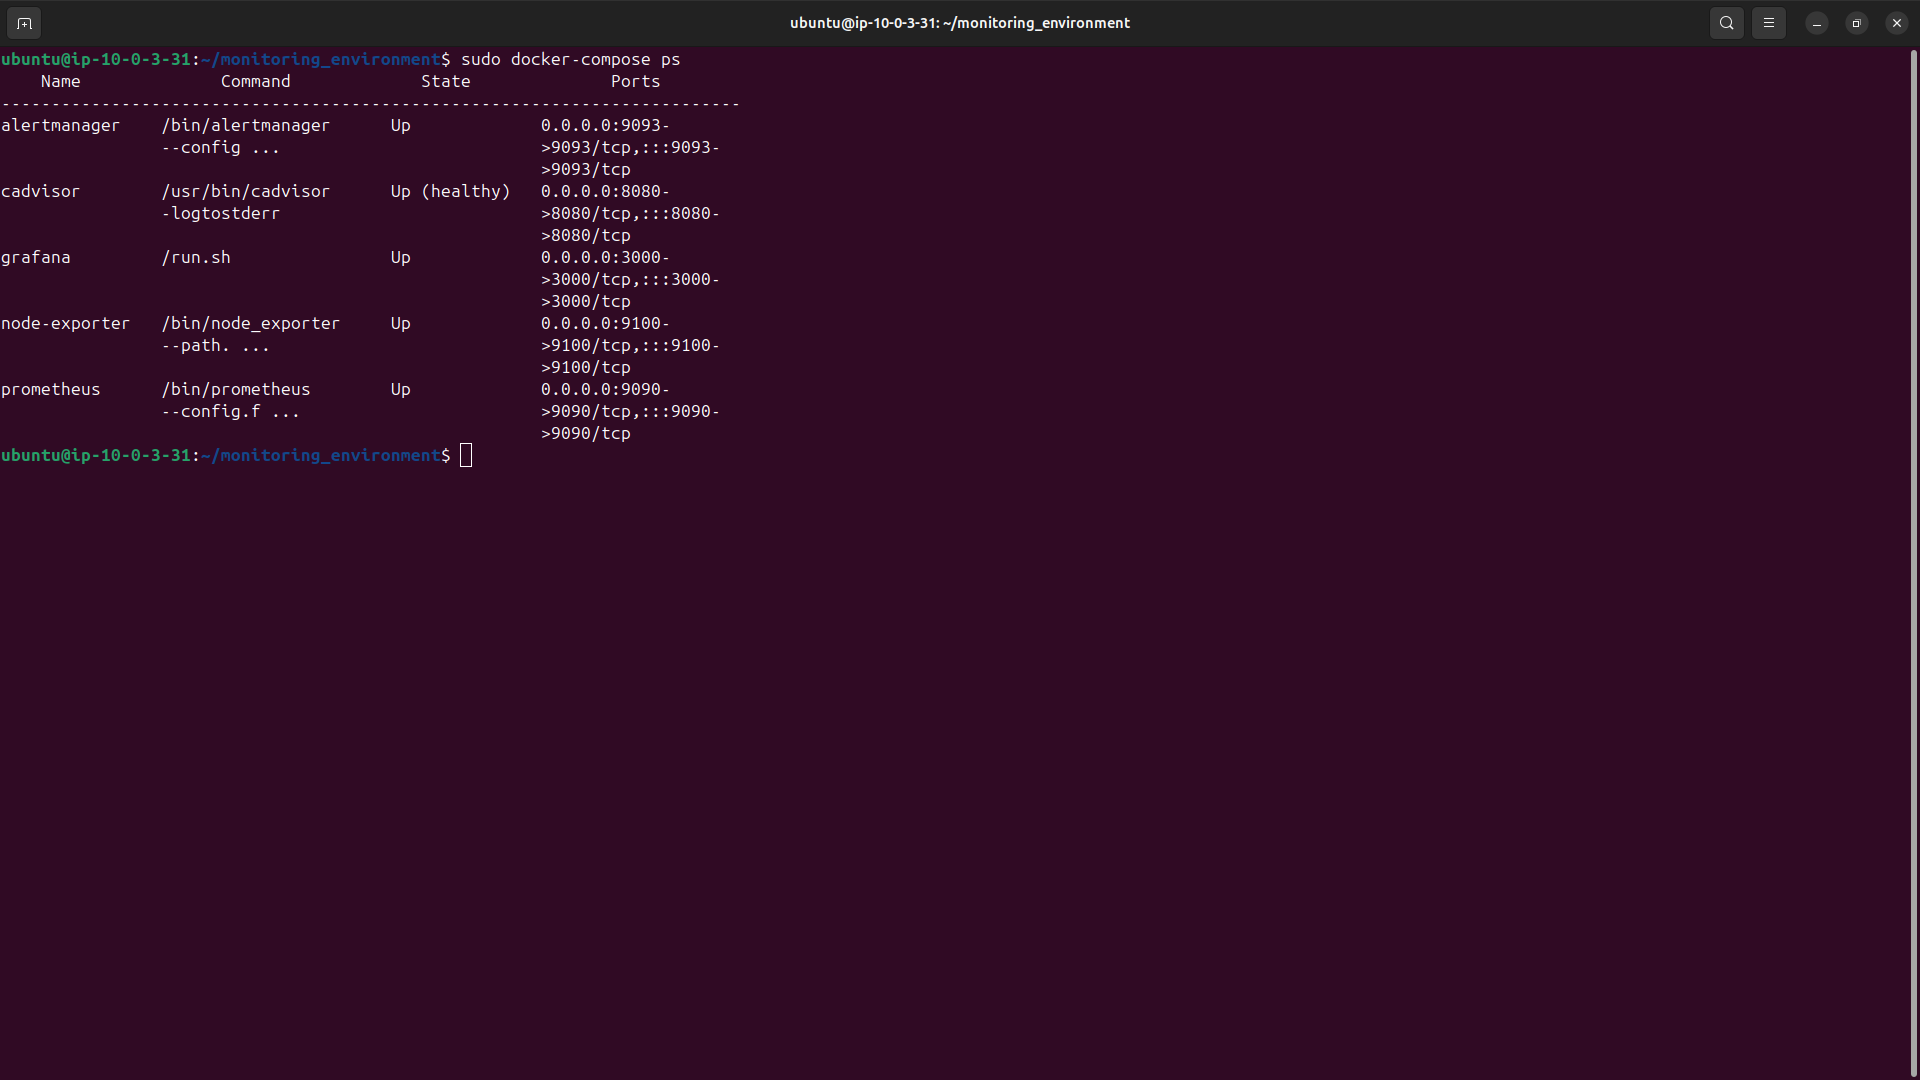 ubuntu@ip-10-0-3-31: ~/monitoring_environment
ubuntu@ip-10-0-3-31:~/monitoring_environment$ sudo docker-compose ps
    Name              Command             State              Ports
--------------------------------------------------------------------------
alertmanager    /bin/alertmanager      Up             0.0.0.0:9093-
                --config ...                          >9093/tcp,:::9093-
                                                      >9093/tcp
cadvisor        /usr/bin/cadvisor      Up (healthy)   0.0.0.0:8080-
                -logtostderr                          >8080/tcp,:::8080-
                                                      >8080/tcp
grafana         /run.sh                Up             0.0.0.0:3000-
                                                      >3000/tcp,:::3000-
                                                      >3000/tcp
node-exporter   /bin/node_exporter     Up             0.0.0.0:9100-
                --path. ...                           >9100/tcp,:::9100-
                                                      >9100/tcp
prometheus      /bin/prometheus        Up             0.0.0.0:9090-
                --config.f ...                        >9090/tcp,:::9090-
                                                      >9090/tcp
ubuntu@ip-10-0-3-31:~/monitoring_environment$